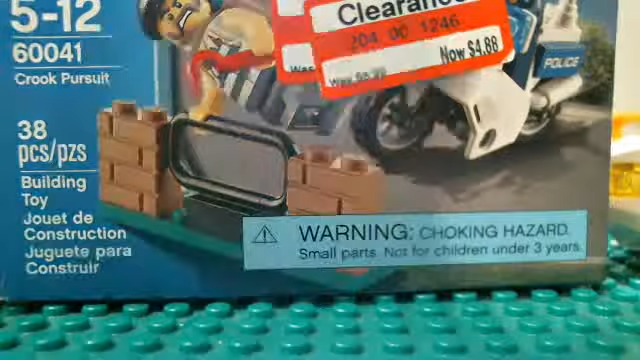 5-12
60041
Crook Pursuit
38
pcs/pzs
Building
Toy
Jouet de
Construction
Juguete para
Construir
Clearance
204 00 1246
Was
Now $4.88
POLICE
WARNING: CHOKING HAZARD.
Small parts. Not for children under 3 years.